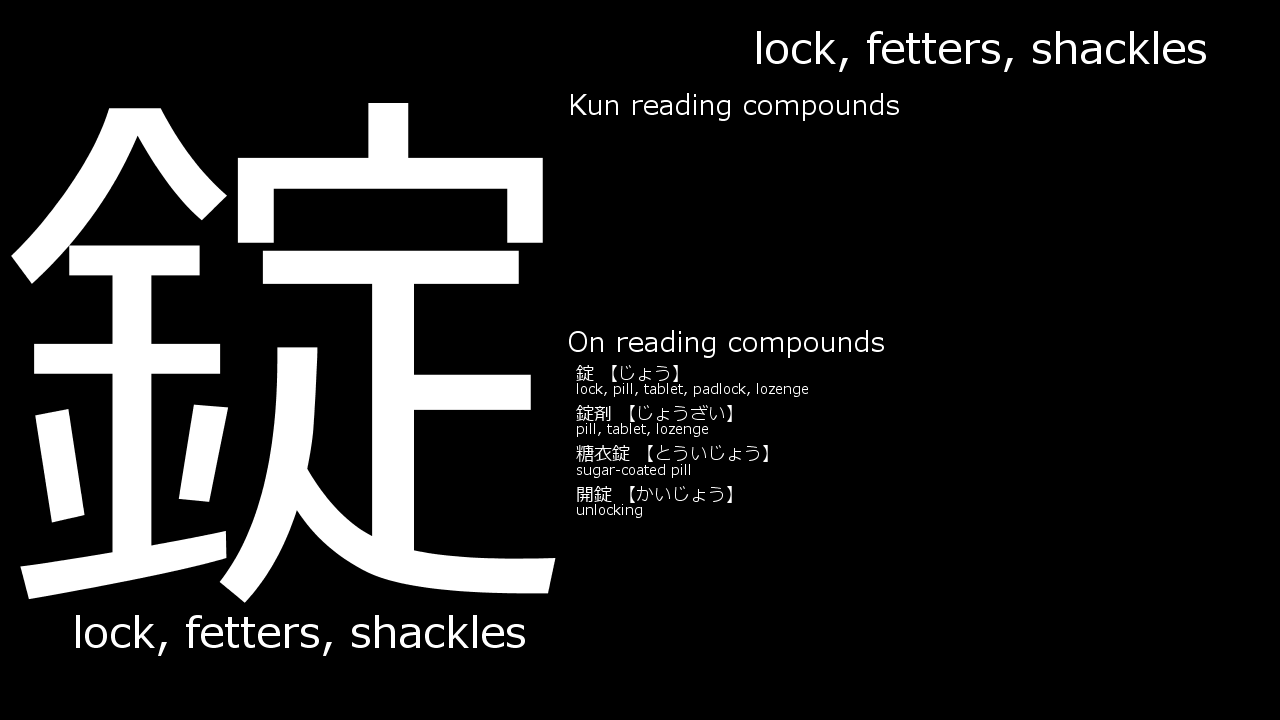 錠
lock, fetters, shackles
lock, fetters, shackles
Kun reading compounds
On reading compounds
錠 【じょう】
lock, pill, tablet, padlock, lozenge
錠剤 【じょうざい】
pill, tablet, lozenge
糖衣錠 【とういじょう】
sugar-coated pill
開錠 【かいじょう】
unlocking